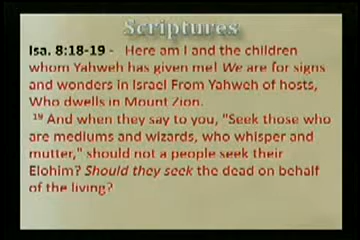 Scriptures
Isa. 8:18-19 - Here am I and the children
whom Yahweh has given me! We are for signs
and wonders in Israel From Yahweh of hosts,
Who dwells in Mount Zion.
19 And when they say to you, "Seek those who
are mediums and wizards, who whisper and
mutter," should not a people seek their
Elohim? Should they seek the dead on behalf
of the living?